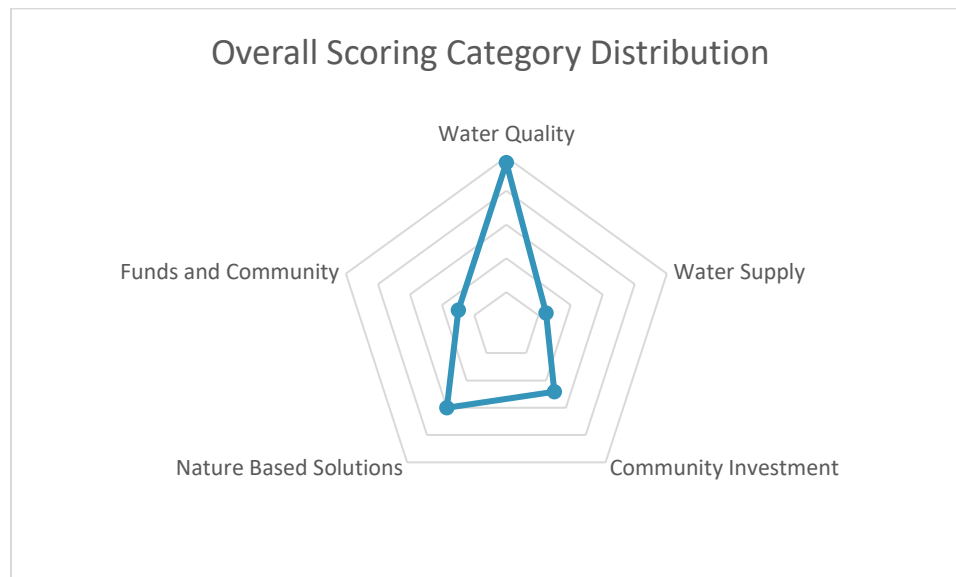 Overall Scoring Category Distribution
Water Quality
Funds and Community
Water Supply
Nature Based Solutions
Community Investment